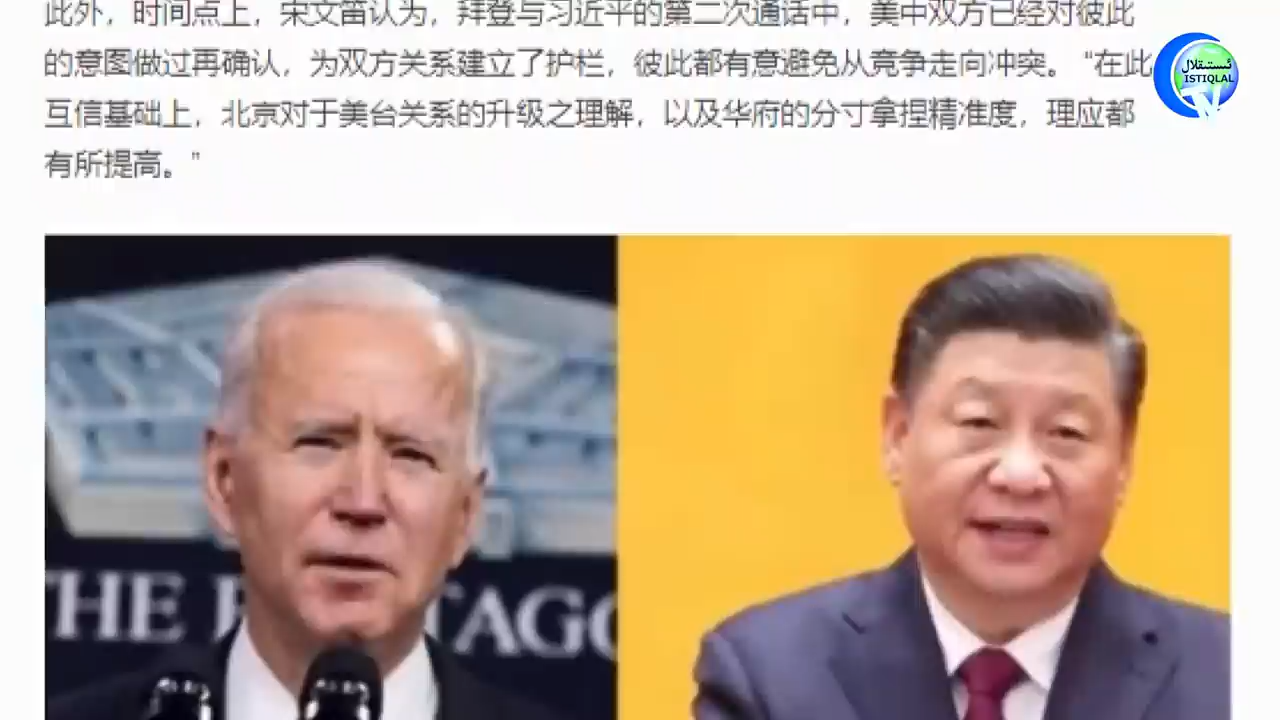 此外，时间点上，宋文笛认为，拜登与习近平的第二次通话中，美中双方已经对彼此
的意图做过再确认，为双方关系建立了护栏，彼此都有意避免从竞争走向冲突。“在此
互信基础上，北京对于美台关系的升级之理解，以及华府的分寸拿捏精准度，理应都
有所提高。”
ئىستىقلال
ISTIQLAL
THE